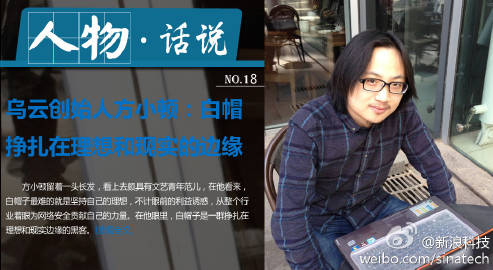 人物·话说
NO.18
乌云创始人方小顿：白帽
挣扎在理想和现实的边缘
方小顿留着一头长发，看上去颇具有文艺青年范儿，在他看来，
白帽子最难的就是坚持自己的理想，不计眼前的利益诱惑，从整个行
业着眼为网络安全贡献自己的力量。在他眼里，白帽子是一群挣扎在
理想和现实边缘的黑客。
@新浪科技
weibo.com/sinatech